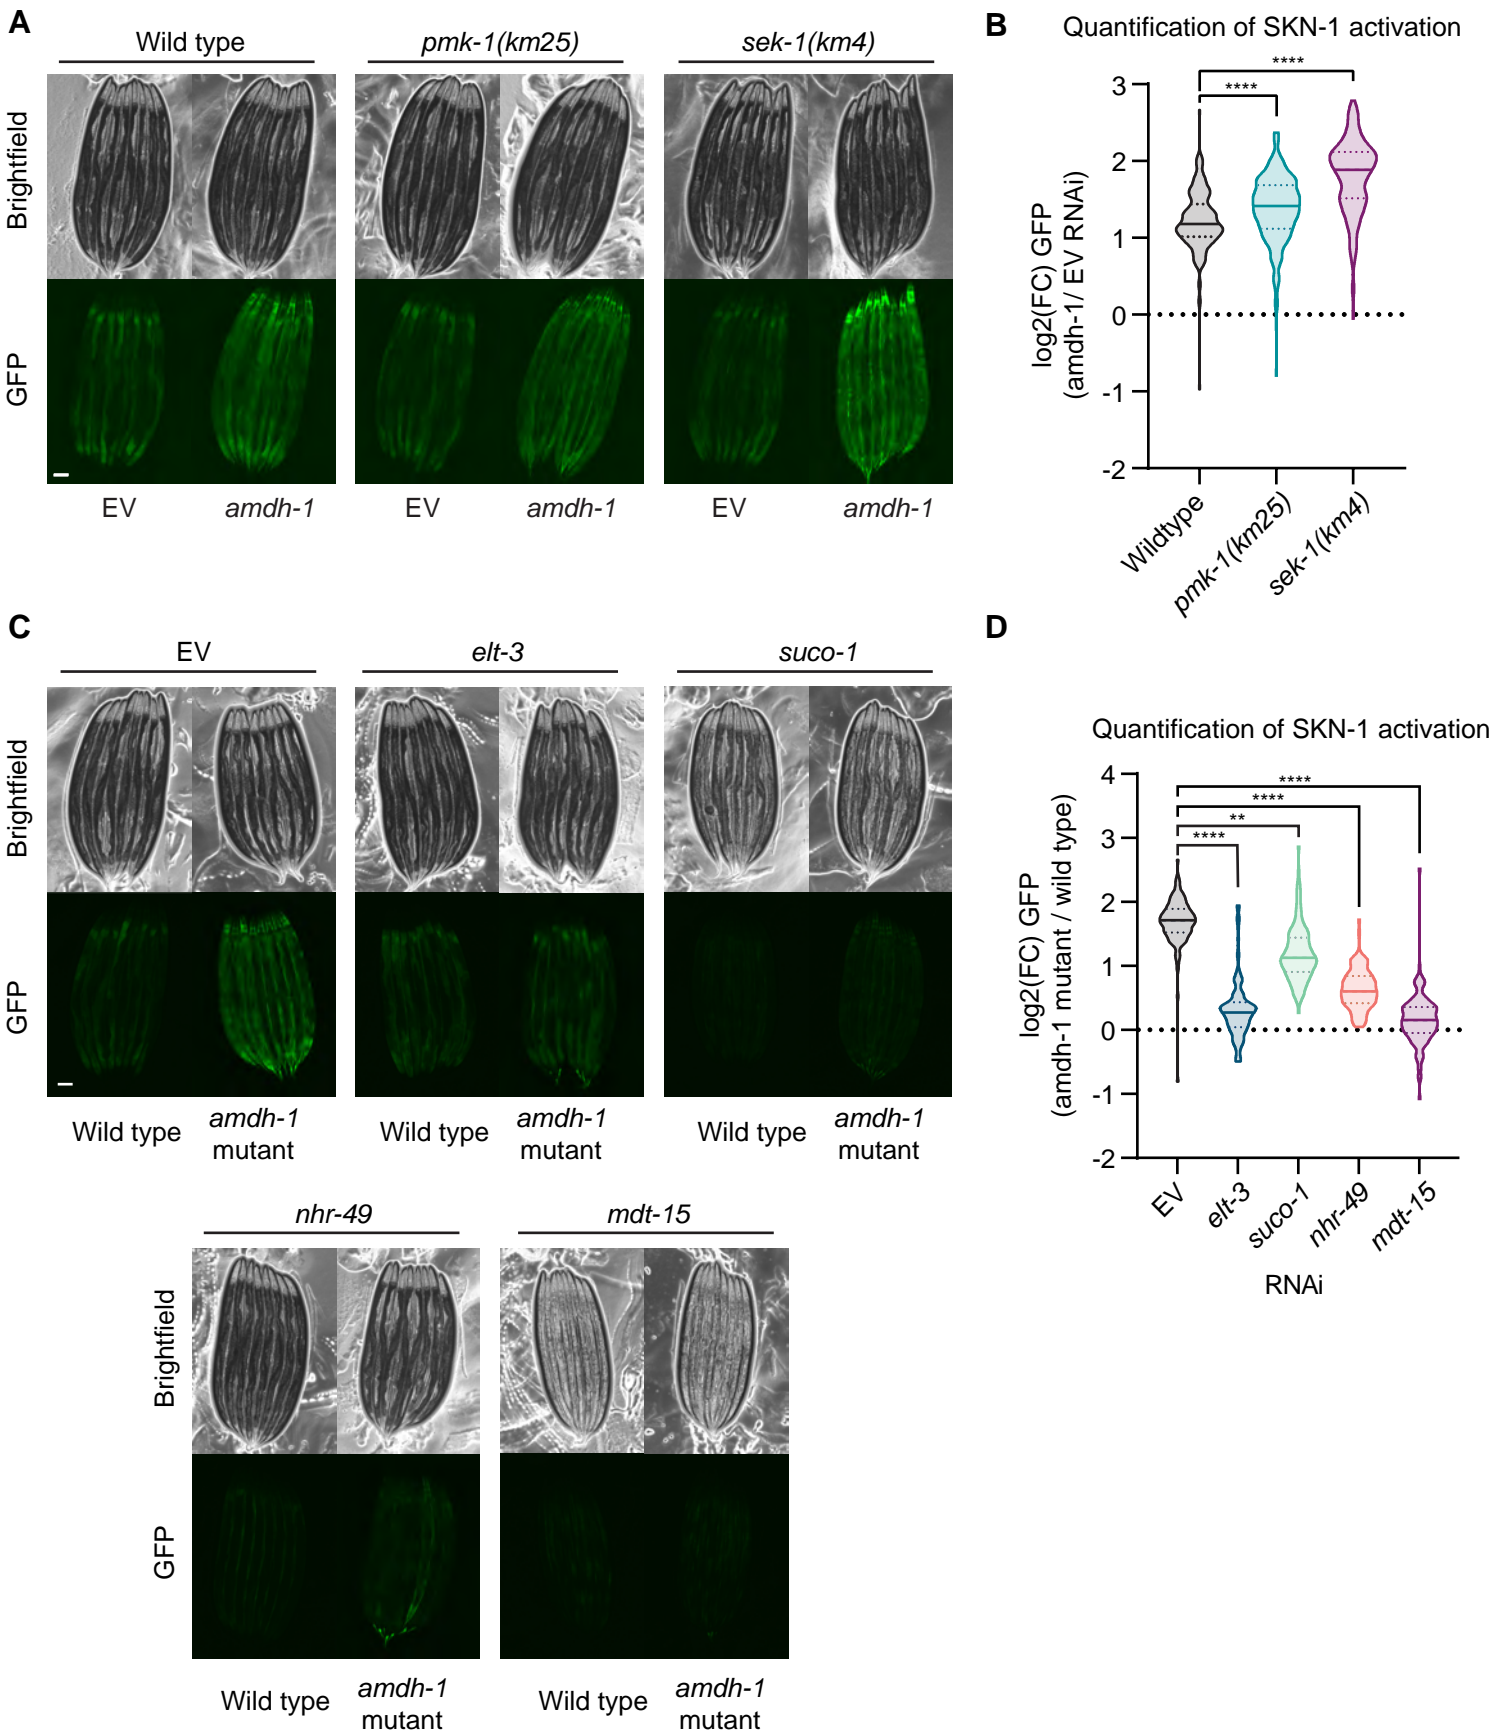 A
Wild type
pmk-1(km25)
sek-1(km4)
Brightfield
GFP
EV
amdh-1
EV
amdh-1
EV
amdh-1
B
Quantification of SKN-1 activation
****
****
log2(FC) GFP
(amdh-1/ EV RNAi)
3
2
1
0
-1
-2
Wildtype
pmk-1(km25)
sek-1(km4)
C
EV
elt-3
suco-1
Brightfield
GFP
Wild type
amdh-1
mutant
Wild type
amdh-1
mutant
Wild type
amdh-1
mutant
nhr-49
mdt-15
Brightfield
GFP
Wild type
amdh-1
mutant
Wild type
amdh-1
mutant
D
Quantification of SKN-1 activation
****
****
**
****
log2(FC) GFP
(amdh-1 mutant / wild type)
4
3
2
1
0
-1
-2
EV
elt-3
suco-1
nhr-49
mdt-15
RNAi